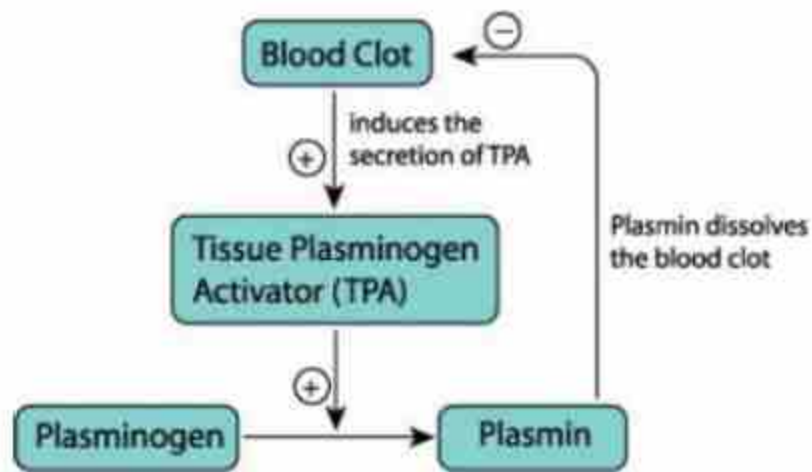 Blood Clot
−
induces the
secretion of TPA
+
Tissue Plasminogen
Activator (TPA)
Plasmin dissolves
the blood clot
+
Plasminogen
Plasmin